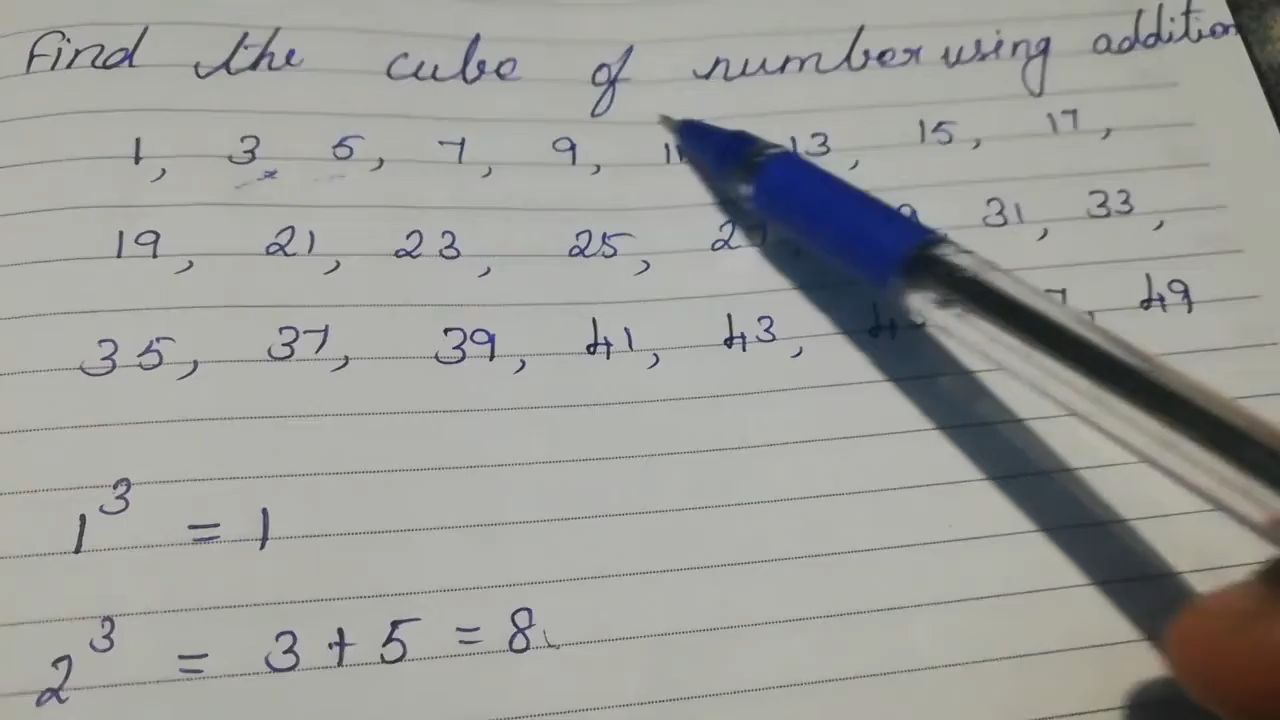 Find the cube of number using addition
1, 3, 5, 7, 9, 11 13, 15, 17,
19, 21, 23, 25, 31, 33,
35, 37, 39, 41, 43, 49
1³ = 1
2³ = 3 + 5 = 8